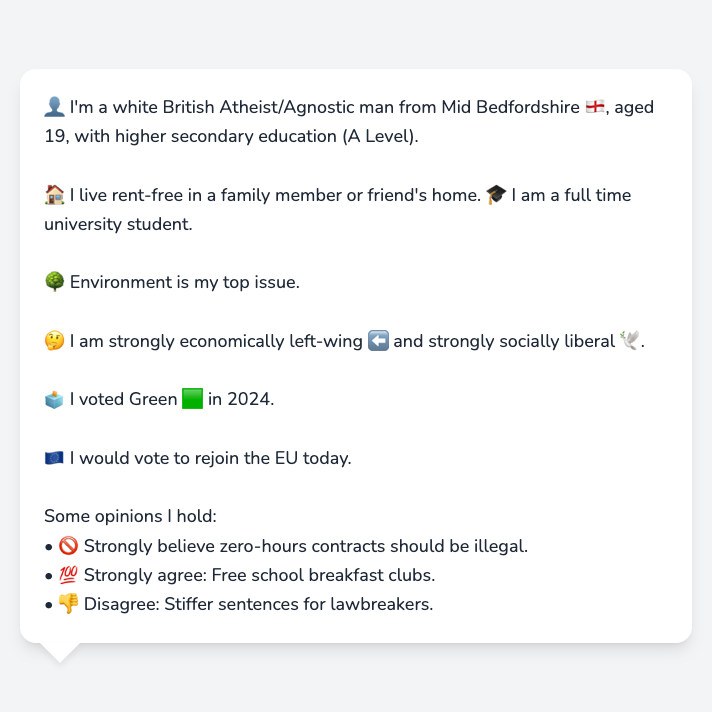 👤 I'm a white British Atheist/Agnostic man from Mid Bedfordshire 🏴󠁧󠁢󠁥󠁮󠁧󠁿, aged
19, with higher secondary education (A Level).
🏠 I live rent-free in a family member or friend's home. 🎓 I am a full time
university student.
🌳 Environment is my top issue.
🤔 I am strongly economically left-wing ⬅️ and strongly socially liberal 🕊️.
🗳️ I voted Green 🟩 in 2024.
🇪🇺 I would vote to rejoin the EU today.
Some opinions I hold:
• 🚫 Strongly believe zero-hours contracts should be illegal.
• 💯 Strongly agree: Free school breakfast clubs.
• 👎 Disagree: Stiffer sentences for lawbreakers.